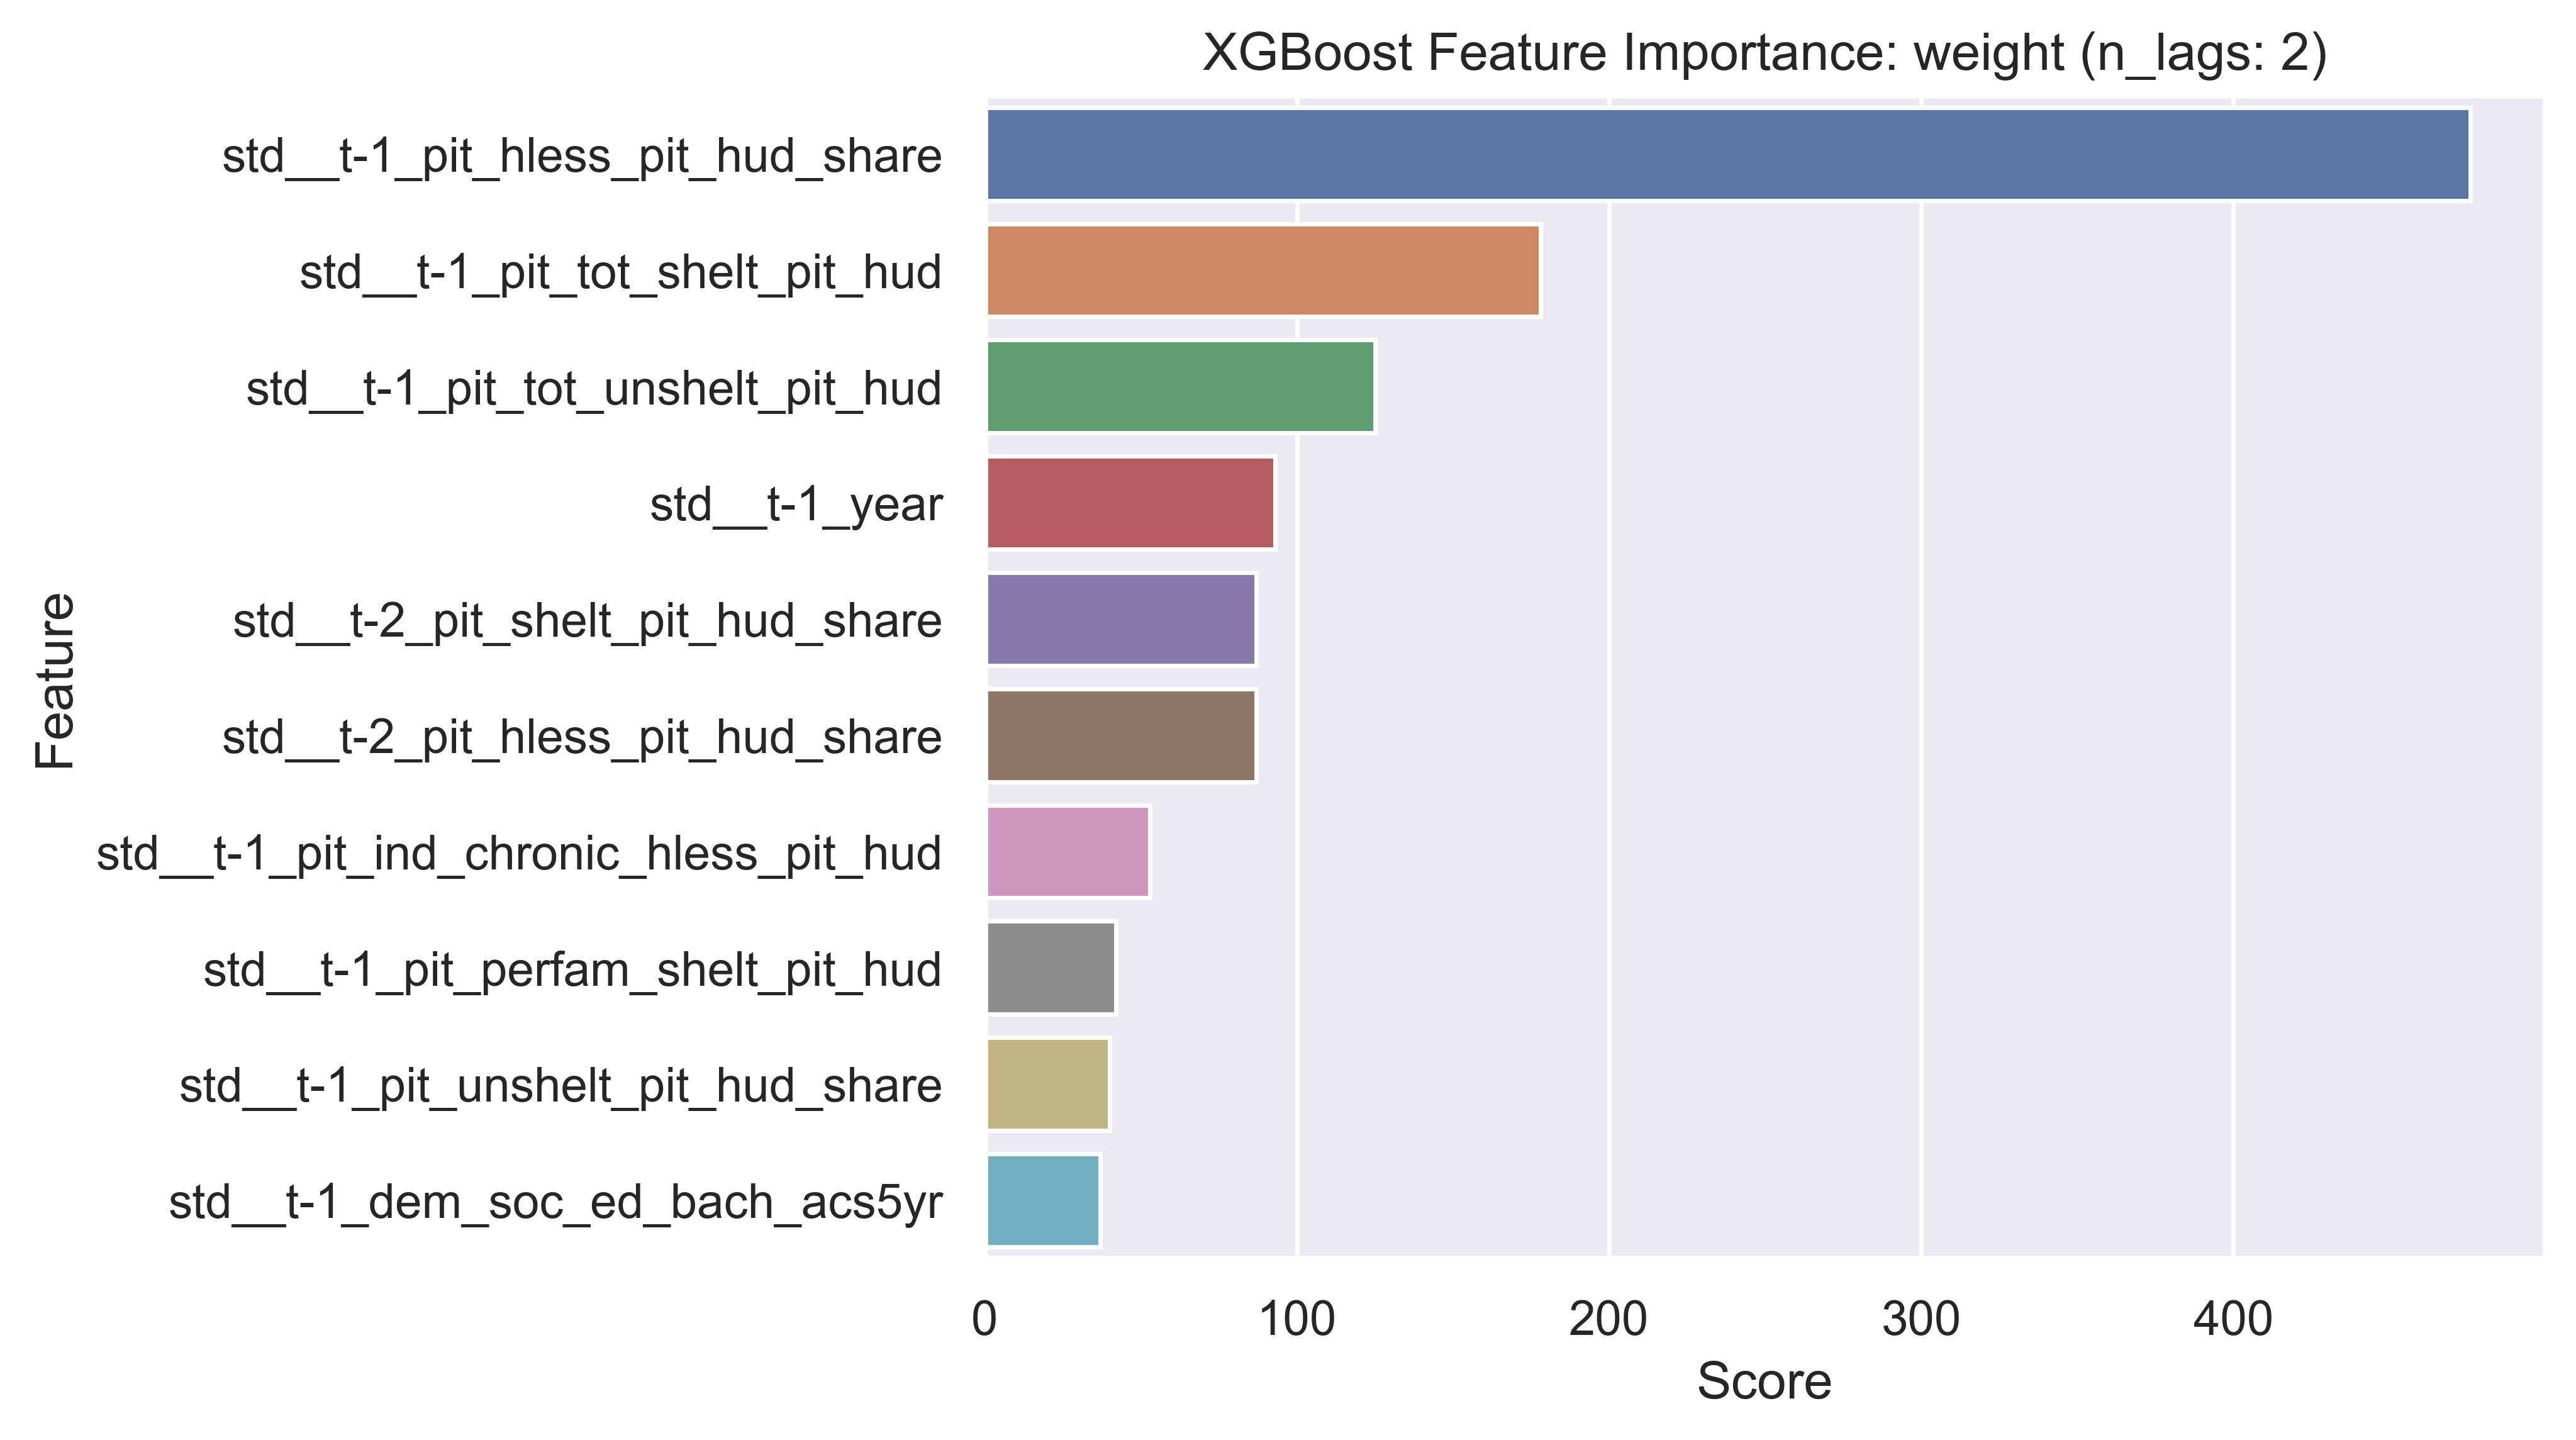 XGBoost Feature Importance: weight (n_lags: 2)
std__t-1_pit_hless_pit_hud_share
std__t-1_pit_tot_shelt_pit_hud
std__t-1_pit_tot_unshelt_pit_hud
std__t-1_year
std__t-2_pit_shelt_pit_hud_share
std__t-2_pit_hless_pit_hud_share
std__t-1_pit_ind_chronic_hless_pit_hud
std__t-1_pit_perfam_shelt_pit_hud
std__t-1_pit_unshelt_pit_hud_share
std__t-1_dem_soc_ed_bach_acs5yr
Feature
0 100 200 300 400
Score